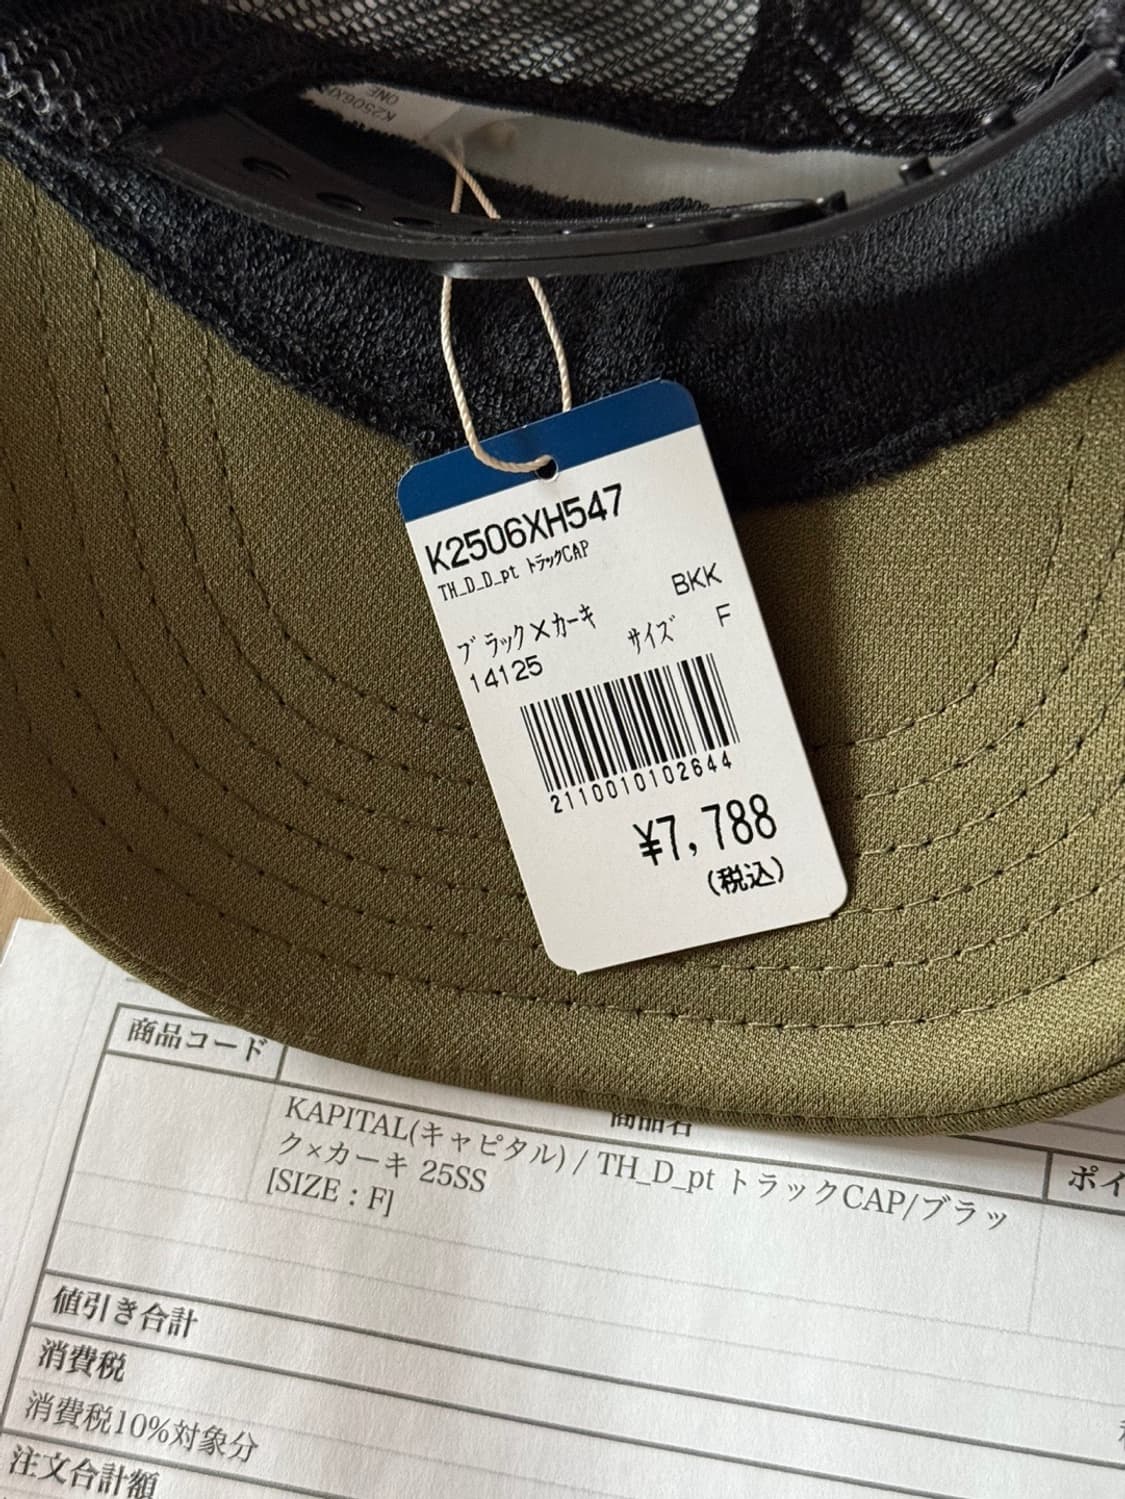 K2506X
ONE
K2506XH547
TH_D_D_pt トラックCAP
BKK
ブラック×カーキ
サイズ F
14125
2110010102644
¥7,788
(税込)
商品コード
商品名
ポイ
KAPITAL(キャピタル) / TH_D_pt トラックCAP/ブラッ
ク×カーキ 25SS
[SIZE : F]
値引き合計
消費税
消費税10%対象分
注文合計額